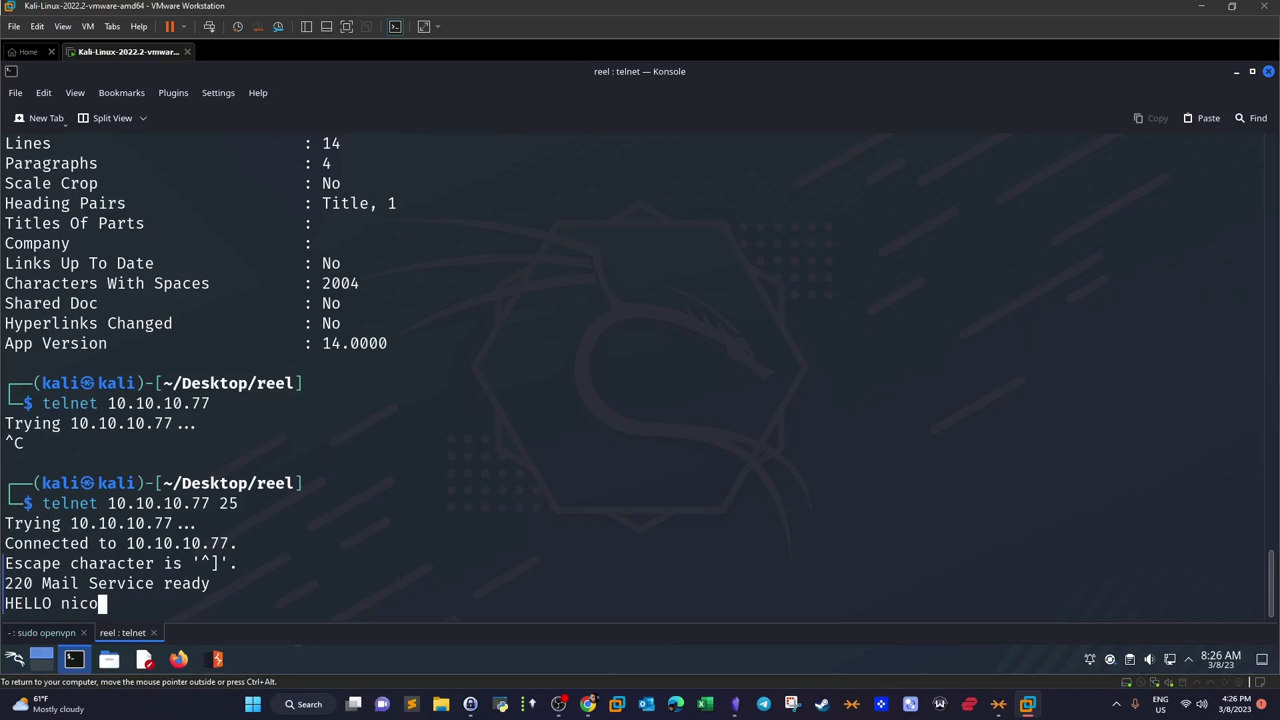 Kali-Linux-2022.2-vmware-amd64 - VMware Workstation
File Edit View VM Tabs Help
Home Kali-Linux-2022.2-vmwar...
reel : telnet — Konsole
File Edit View Bookmarks Plugins Settings Help
New Tab Split View Copy Paste Find
Lines : 14
Paragraphs : 4
Scale Crop : No
Heading Pairs : Title, 1
Titles Of Parts :
Company :
Links Up To Date : No
Characters With Spaces : 2004
Shared Doc : No
Hyperlinks Changed : No
App Version : 14.0000
┌──(kali㉿kali)-[~/Desktop/reel]
└─$ telnet 10.10.10.77
Trying 10.10.10.77...
^C
┌──(kali㉿kali)-[~/Desktop/reel]
└─$ telnet 10.10.10.77 25
Trying 10.10.10.77...
Connected to 10.10.10.77.
Escape character is '^]'.
220 Mail Service ready
HELLO nico
- : sudo openvpn reel : telnet
8:26 AM
3/8/23
To return to your computer, move the mouse pointer outside or press Ctrl+Alt.
61°F
Mostly cloudy
Search
ENG
US
4:26 PM
3/8/2023